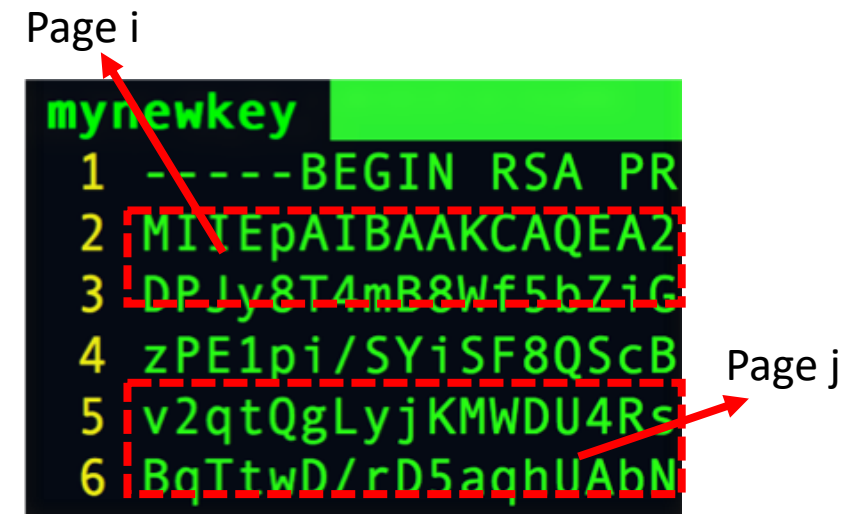 Page i
mynewkey
1 -----BEGIN RSA PR
2 MIIEpAIBAAKCAQEA2
3 DPJy8T4mB8Wf5bZiG
4 zPE1pi/SYiSF8QScB
Page j
5 v2qtQgLyjKMWDU4Rs
6 BqTtwD/rD5aqhUAbN